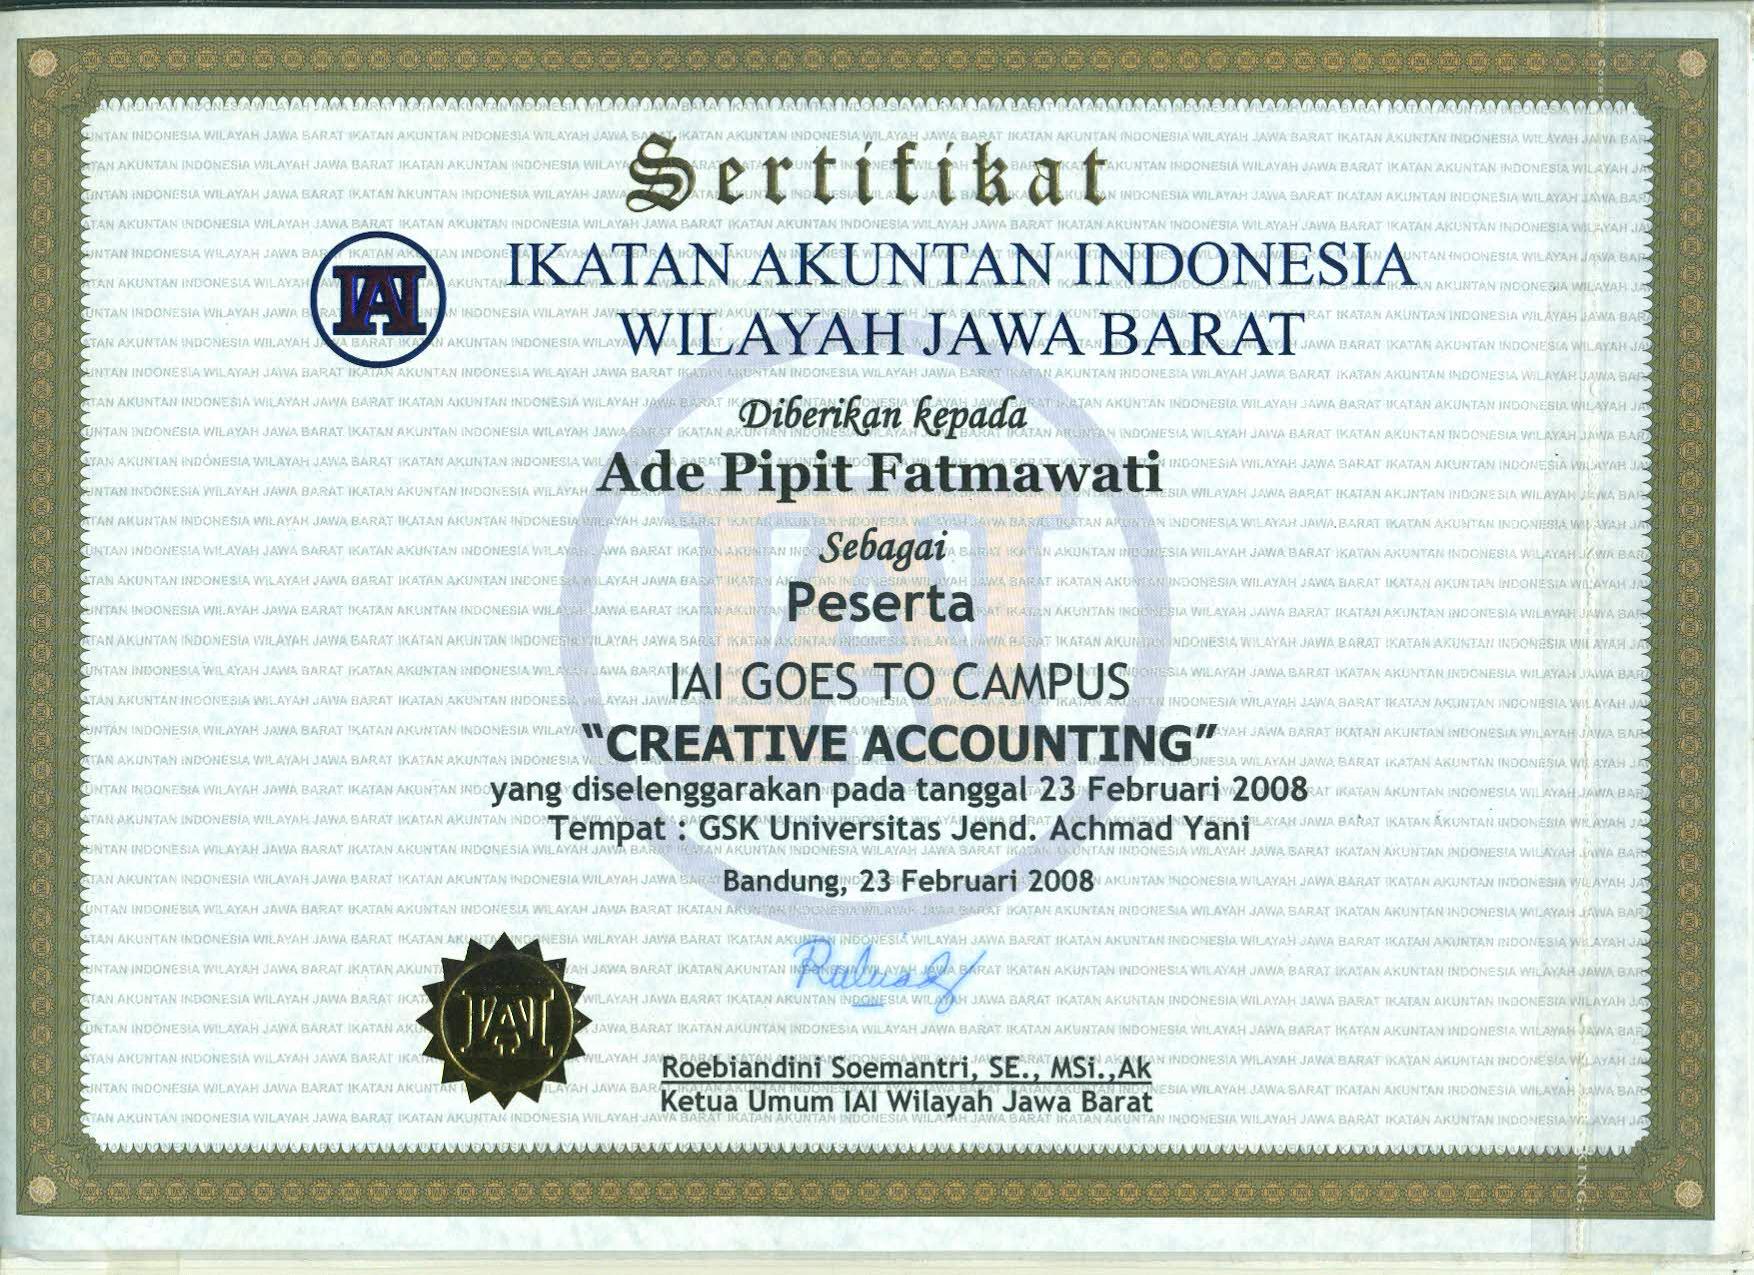 Sertifikat
IAI
IKATAN AKUNTAN INDONESIA
WILAYAH JAWA BARAT
Diberikan kepada
Ade Pipit Fatmawati
Sebagai
Peserta
IAI GOES TO CAMPUS
“CREATIVE ACCOUNTING”
yang diselenggarakan pada tanggal 23 Februari 2008
Tempat : GSK Universitas Jend. Achmad Yani
Bandung, 23 Februari 2008
IAI
Roebiandini Soemantri, SE., MSi.,Ak
Ketua Umum IAI Wilayah Jawa Barat